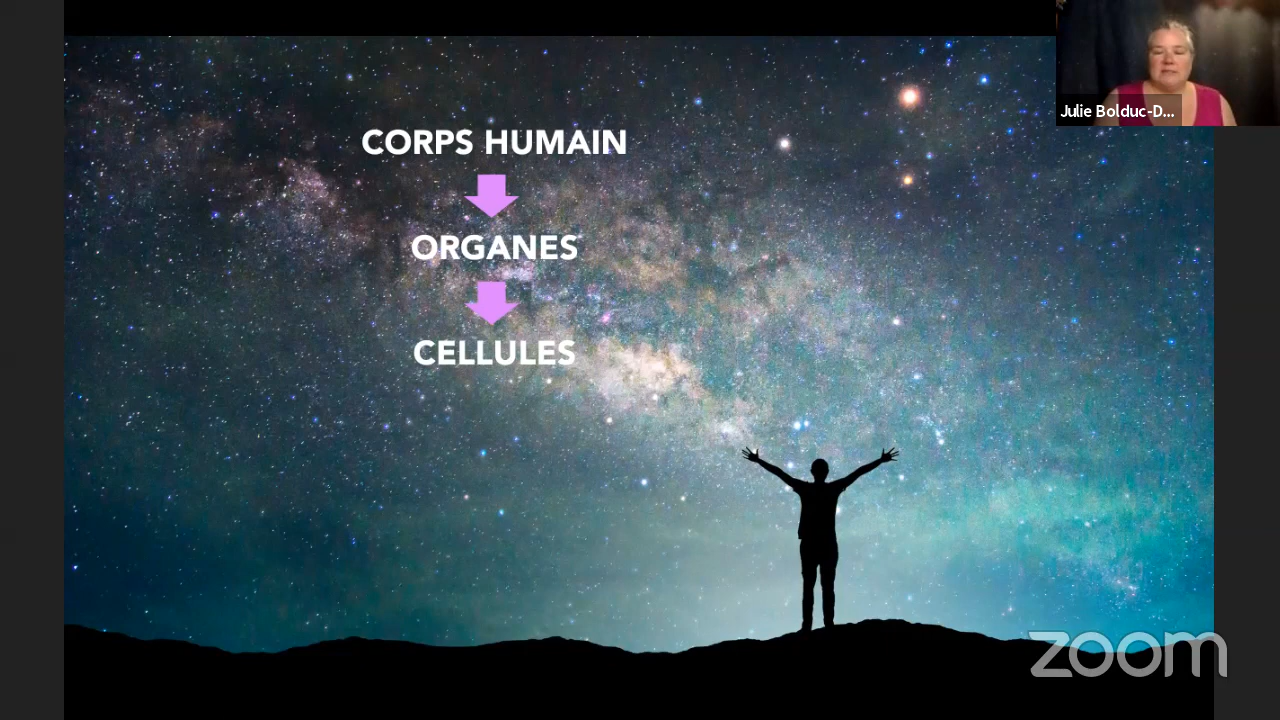 CORPS HUMAIN
ORGANES
CELLULES
Julie Bolduc-D...
zoom